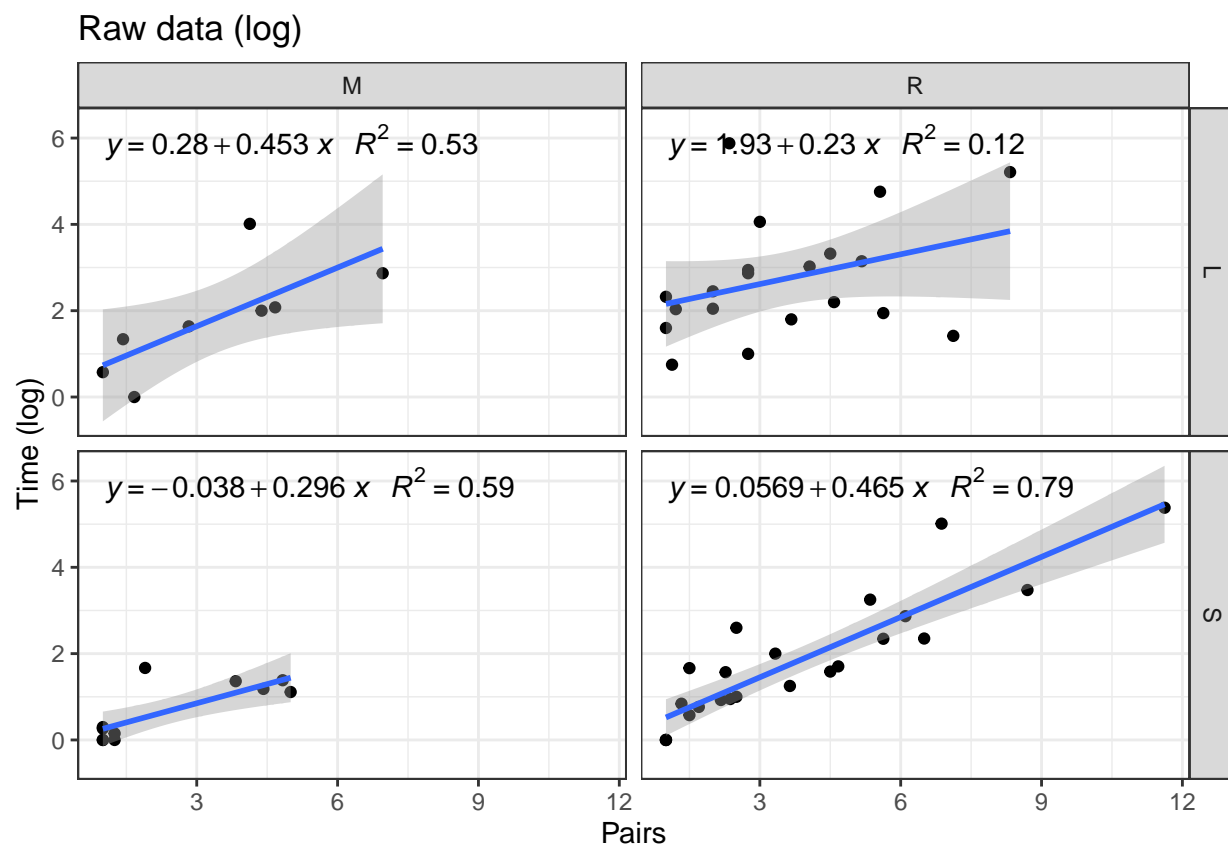 Raw data (log)
M R
y = 0.28 + 0.453 x R² = 0.53
y = 1.93 + 0.23 x R² = 0.12
6
4
2
0
L
y = −0.038 + 0.296 x R² = 0.59
y = 0.0569 + 0.465 x R² = 0.79
6
4
2
0
S
Time (log)
3 6 9 12 3 6 9 12
Pairs